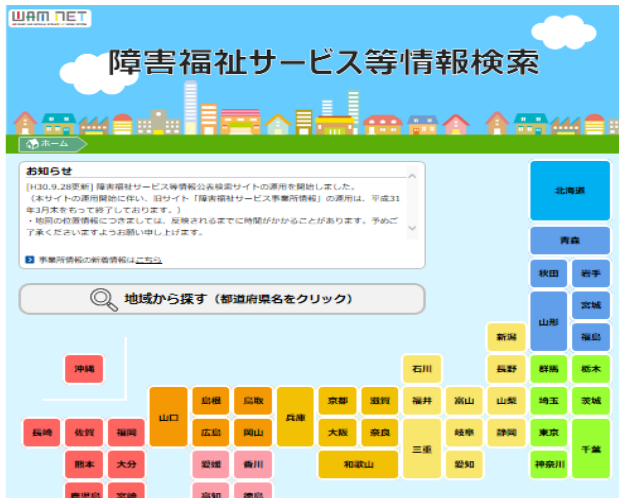 WAM NET
障害福祉サービス等情報検索
ホーム
お知らせ
[H30.9.28更新] 障害福祉サービス等情報公表検索サイトの運用を開始しました。
（本サイトの運用開始に伴い、旧サイト「障害福祉サービス事業所情報」の運用は、平成31
年3月末をもって終了しております。）
・地図の位置情報につきましては、反映されるまでに時間がかかることがあります。予めご
了承くださいますようお願い申し上げます。
事業所情報の新着情報はこちら
地域から探す（都道府県名をクリック）
北海道
青森
秋田 岩手
山形 宮城
新潟 福島
沖縄 石川 長野 群馬 栃木
山口 島根 鳥取 兵庫 京都 滋賀 福井 富山 山梨 埼玉 茨城
長崎 佐賀 福岡 広島 岡山 大阪 奈良 三重 岐阜 静岡 東京 千葉
熊本 大分 愛媛 香川 和歌山 愛知 神奈川
鹿児島 宮崎 高知 徳島